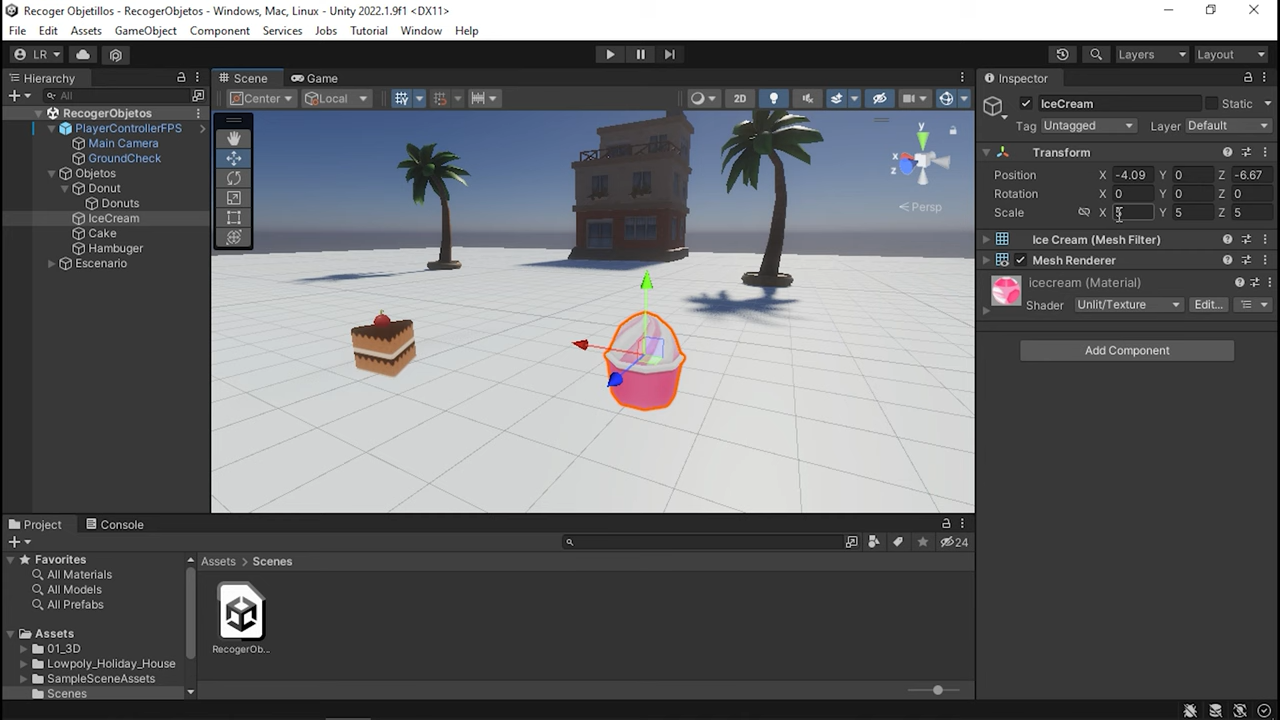 Recoger Objetillos - RecogerObjetos - Windows, Mac, Linux - Unity 2022.1.9f1 <DX11>
File Edit Assets GameObject Component Services Jobs Tutorial Window Help
LR Layers Layout
Hierarchy
All
RecogerObjetos
PlayerControllerFPS
Main Camera
GroundCheck
Objetos
Donut
Donuts
IceCream
Cake
Hambuger
Escenario
Scene Game
Center Local 2D
y
x
z
Persp
Inspector
IceCream Static
Tag Untagged Layer Default
Transform
Position X -4.09 Y 0 Z -6.67
Rotation X 0 Y 0 Z 0
Scale X 5 Y 5 Z 5
Ice Cream (Mesh Filter)
Mesh Renderer
icecream (Material)
Shader Unlit/Texture Edit...
Add Component
Project Console
24
Favorites
All Materials
All Models
All Prefabs
Assets
01_3D
Lowpoly_Holiday_House
SampleSceneAssets
Scenes
Assets > Scenes
RecogerOb...